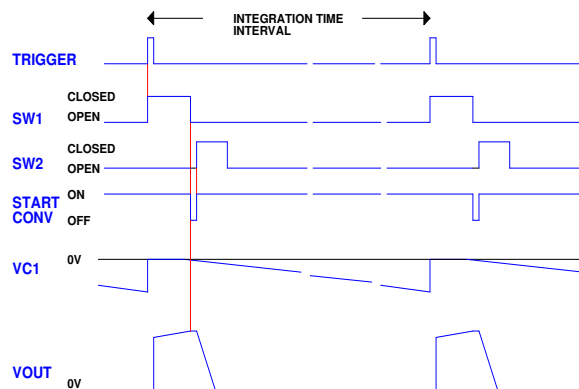 INTEGRATION TIME
INTERVAL
TRIGGER
CLOSED
SW1
OPEN
CLOSED
SW2
OPEN
ON
START
CONV
OFF
0V
VC1
VOUT
0V